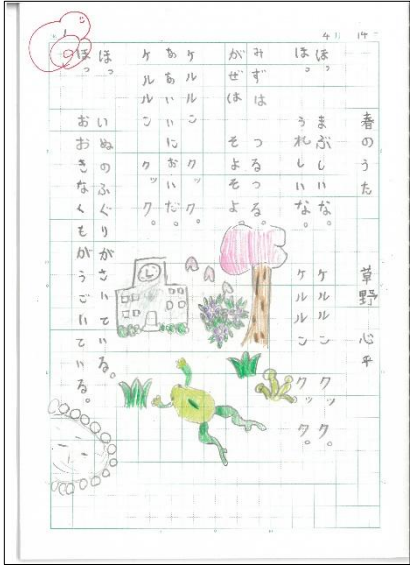 4/14
春のうた 草野 心平
ほっ まぶしいな。 ケルルン クック。
ほっ うれしいな。 ケルルン クック。
みずは つるつる。
かぜは そよそよ。
ケルルン クック。
ああいいにおいだ。
ケルルン クック。
ほっ いぬのふぐりがさいている。
ほっ おおきなくもがうごいている。